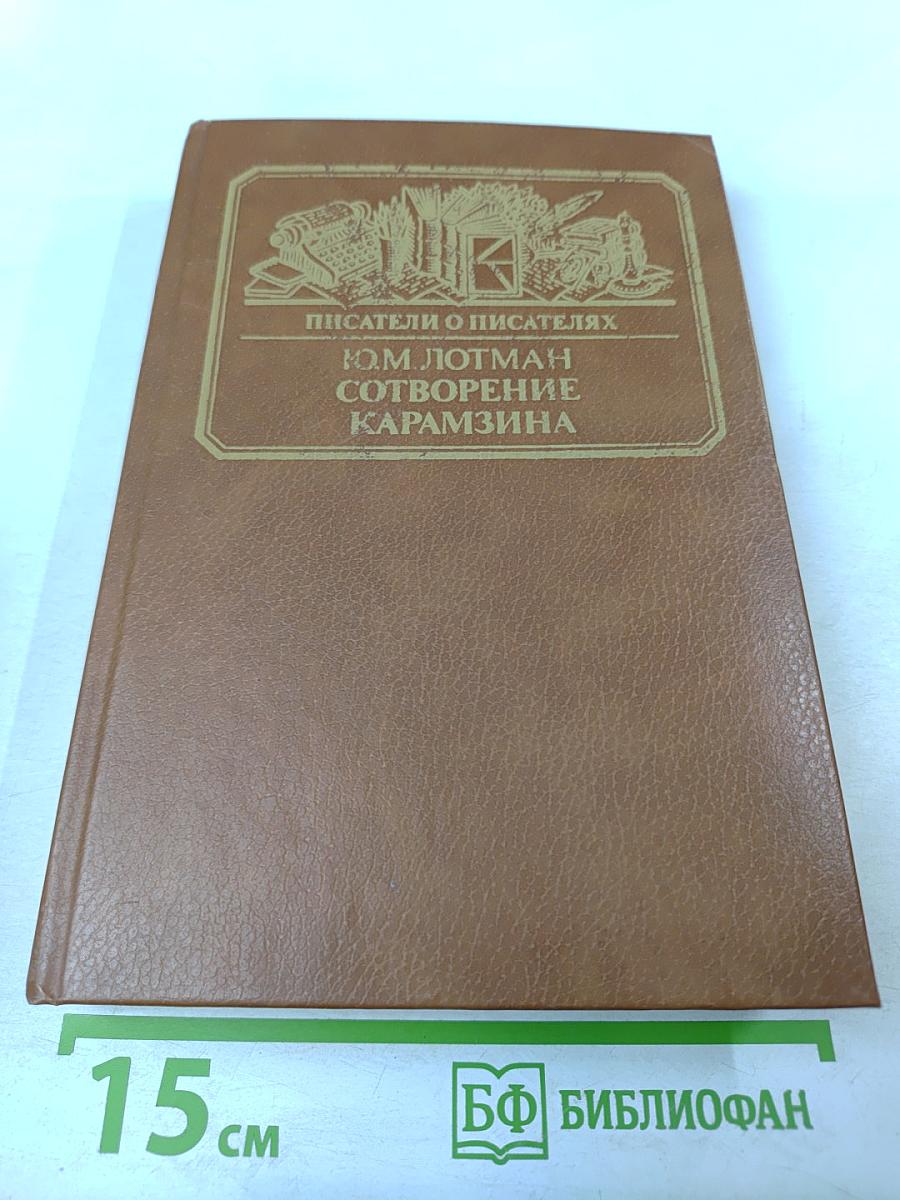 ПИСАТЕЛИ О ПИСАТЕЛЯХ
Ю.М. ЛОТМАН
СОТВОРЕНИЕ
КАРАМЗИНА
15 см
БФ БИБЛИОФАН